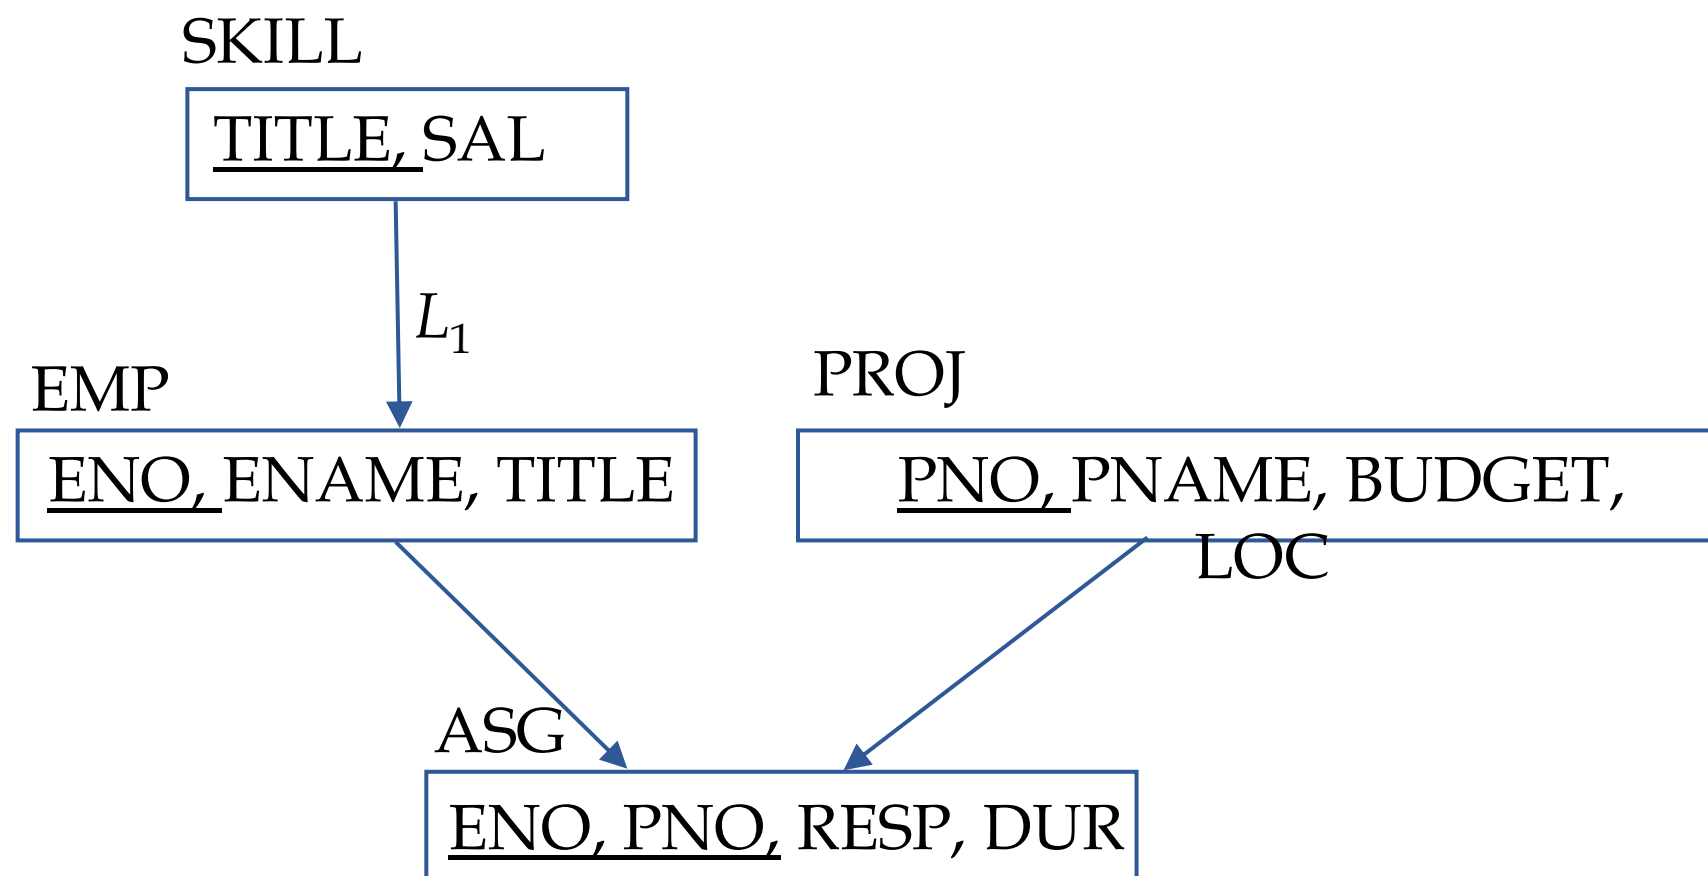 SKILL
TITLE, SAL
L1
EMP
PROJ
ENO, ENAME, TITLE
PNO, PNAME, BUDGET,
LOC
ASG
ENO, PNO, RESP, DUR